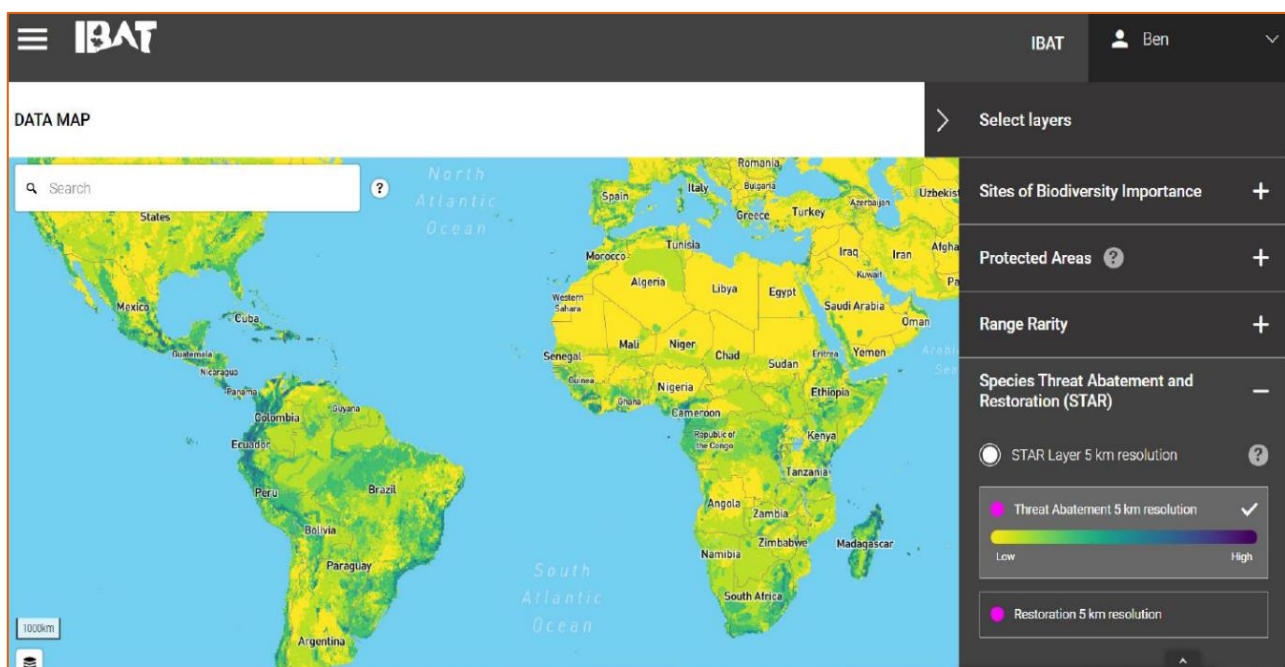 IBAT
IBAT
Ben
DATA MAP
Select layers
Search
?
North
Atlantic
Ocean
States
Mexico
Cuba
Guatemala
Nicaragua
Panama
Colombia
Guyana
Ecuador
Peru
Brazil
Bolivia
Paraguay
Argentina
South
Atlantic
Ocean
Romania
Spain
Italy
Bulgaria
Greece
Turkey
Azerbaijan
Uzbekist
Tunisia
Morocco
Iraq
Iran
Afgha
Kuwait
Pa
Algeria
Libya
Egypt
Western
Sahara
Saudi Arabia
Oman
Mali
Niger
Chad
Sudan
Eritrea
Yemen
Arabi
Sea
Senegal
Guinea
Ghana
Nigeria
Ethiopia
Cameroon
Republic of
the Congo
Kenya
Tanzania
Angola
Zambia
Zimbabwe
Madagascar
Namibia
South Africa
1000km
Sites of Biodiversity Importance
Protected Areas ?
Range Rarity
Species Threat Abatement and
Restoration (STAR)
STAR Layer 5 km resolution ?
Threat Abatement 5 km resolution
Low High
Restoration 5 km resolution